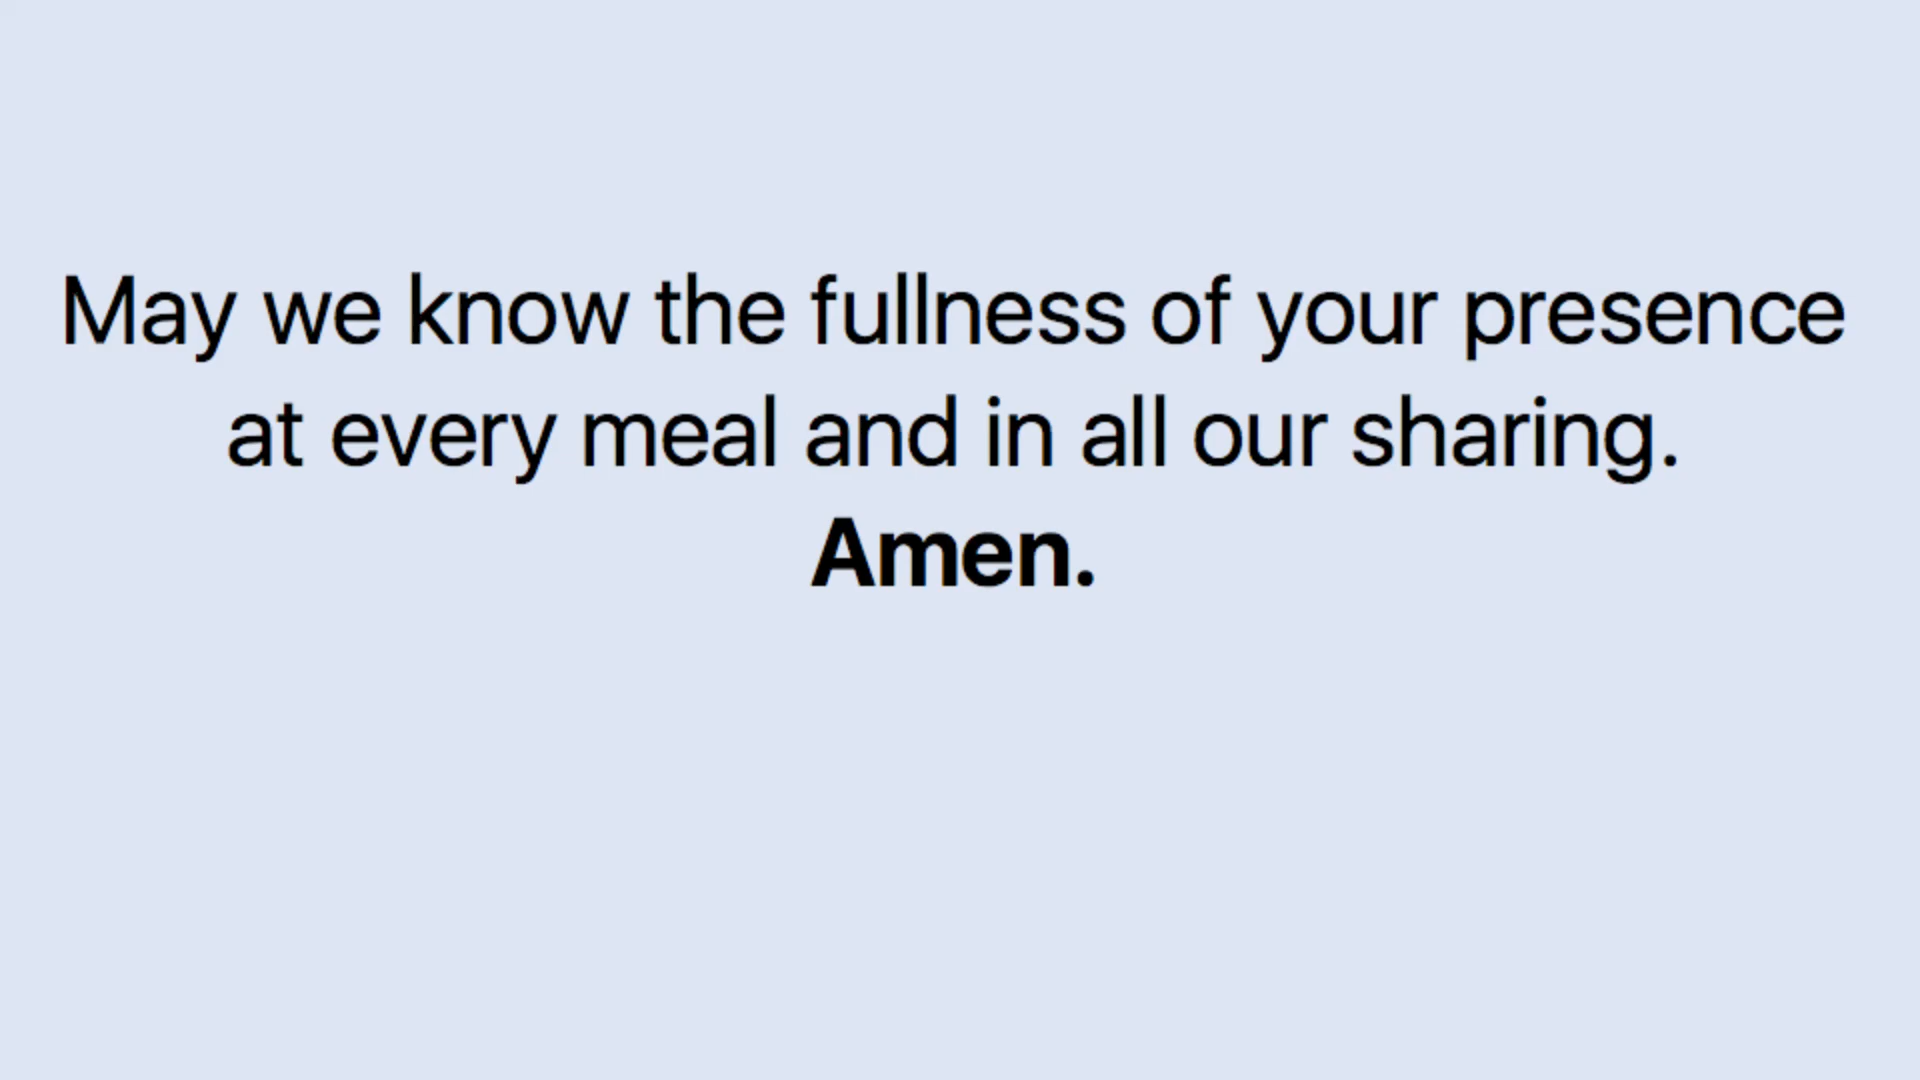 May we know the fullness of your presence
at every meal and in all our sharing.
Amen.